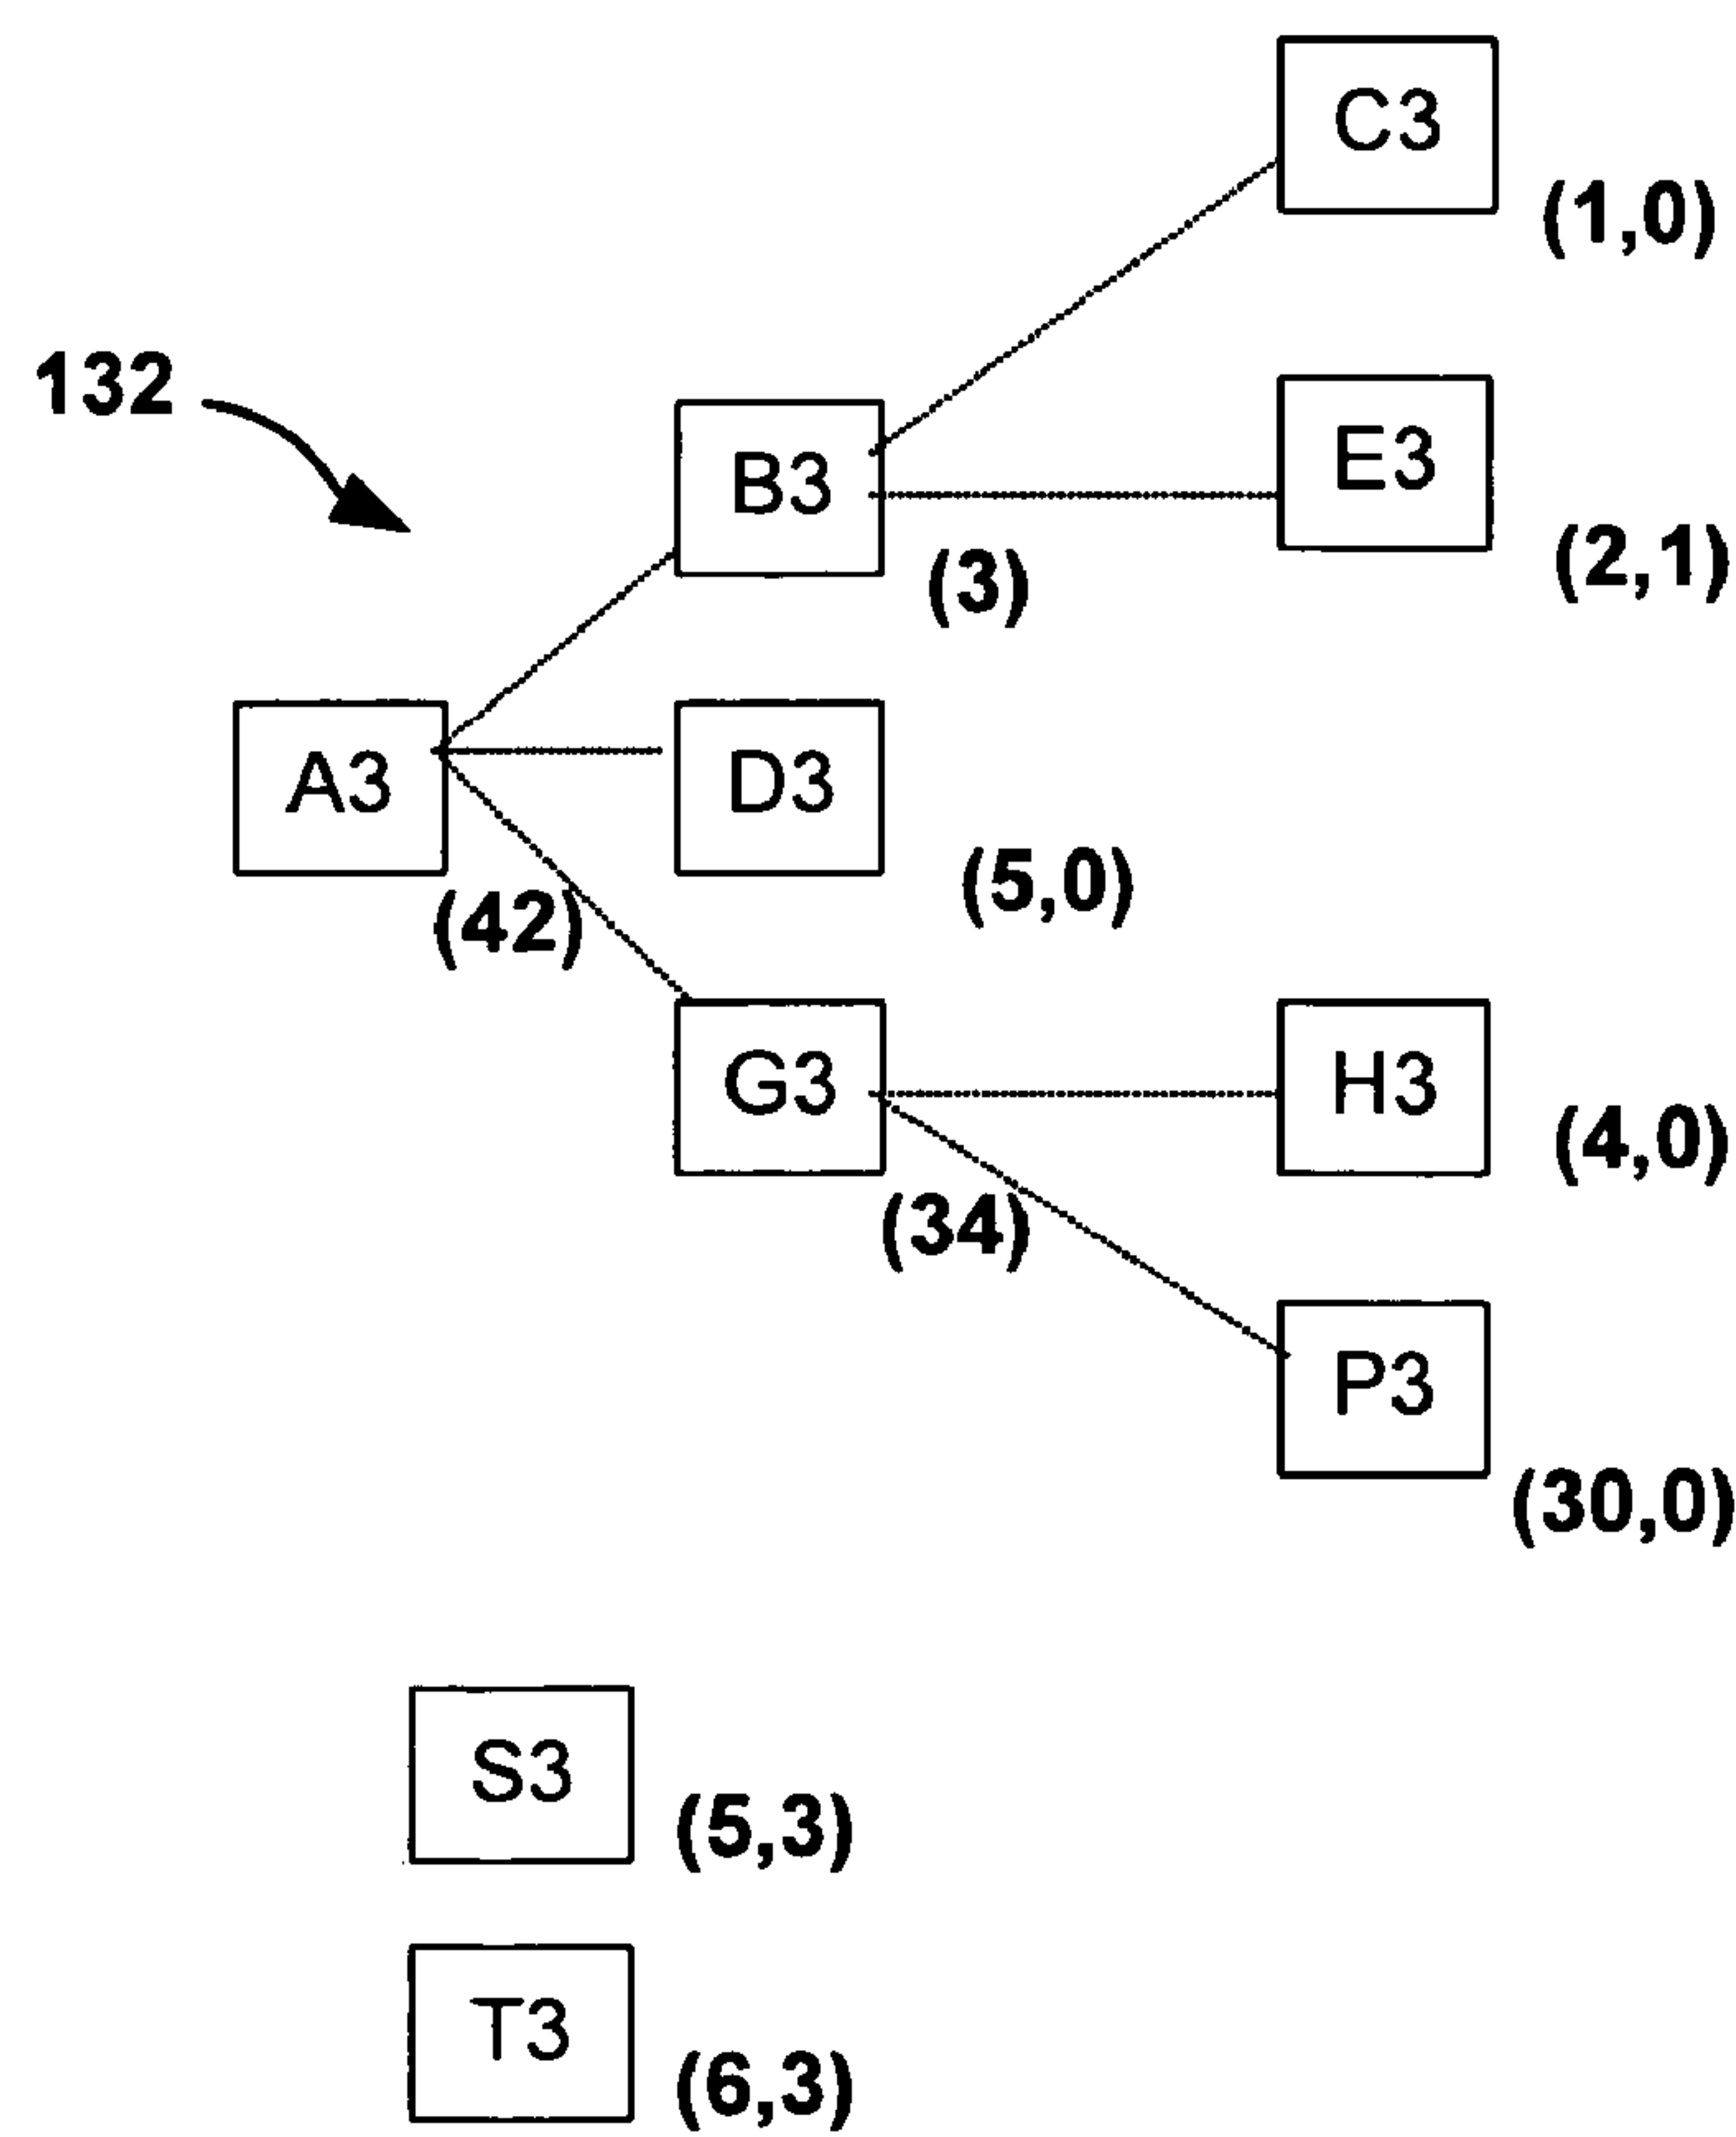 C3
(1,0)
132
B3
E3
(3)
(2,1)
A3
D3
(42)
(5,0)
G3
H3
(34)
(4,0)
P3
(30,0)
S3
(5,3)
T3
(6,3)